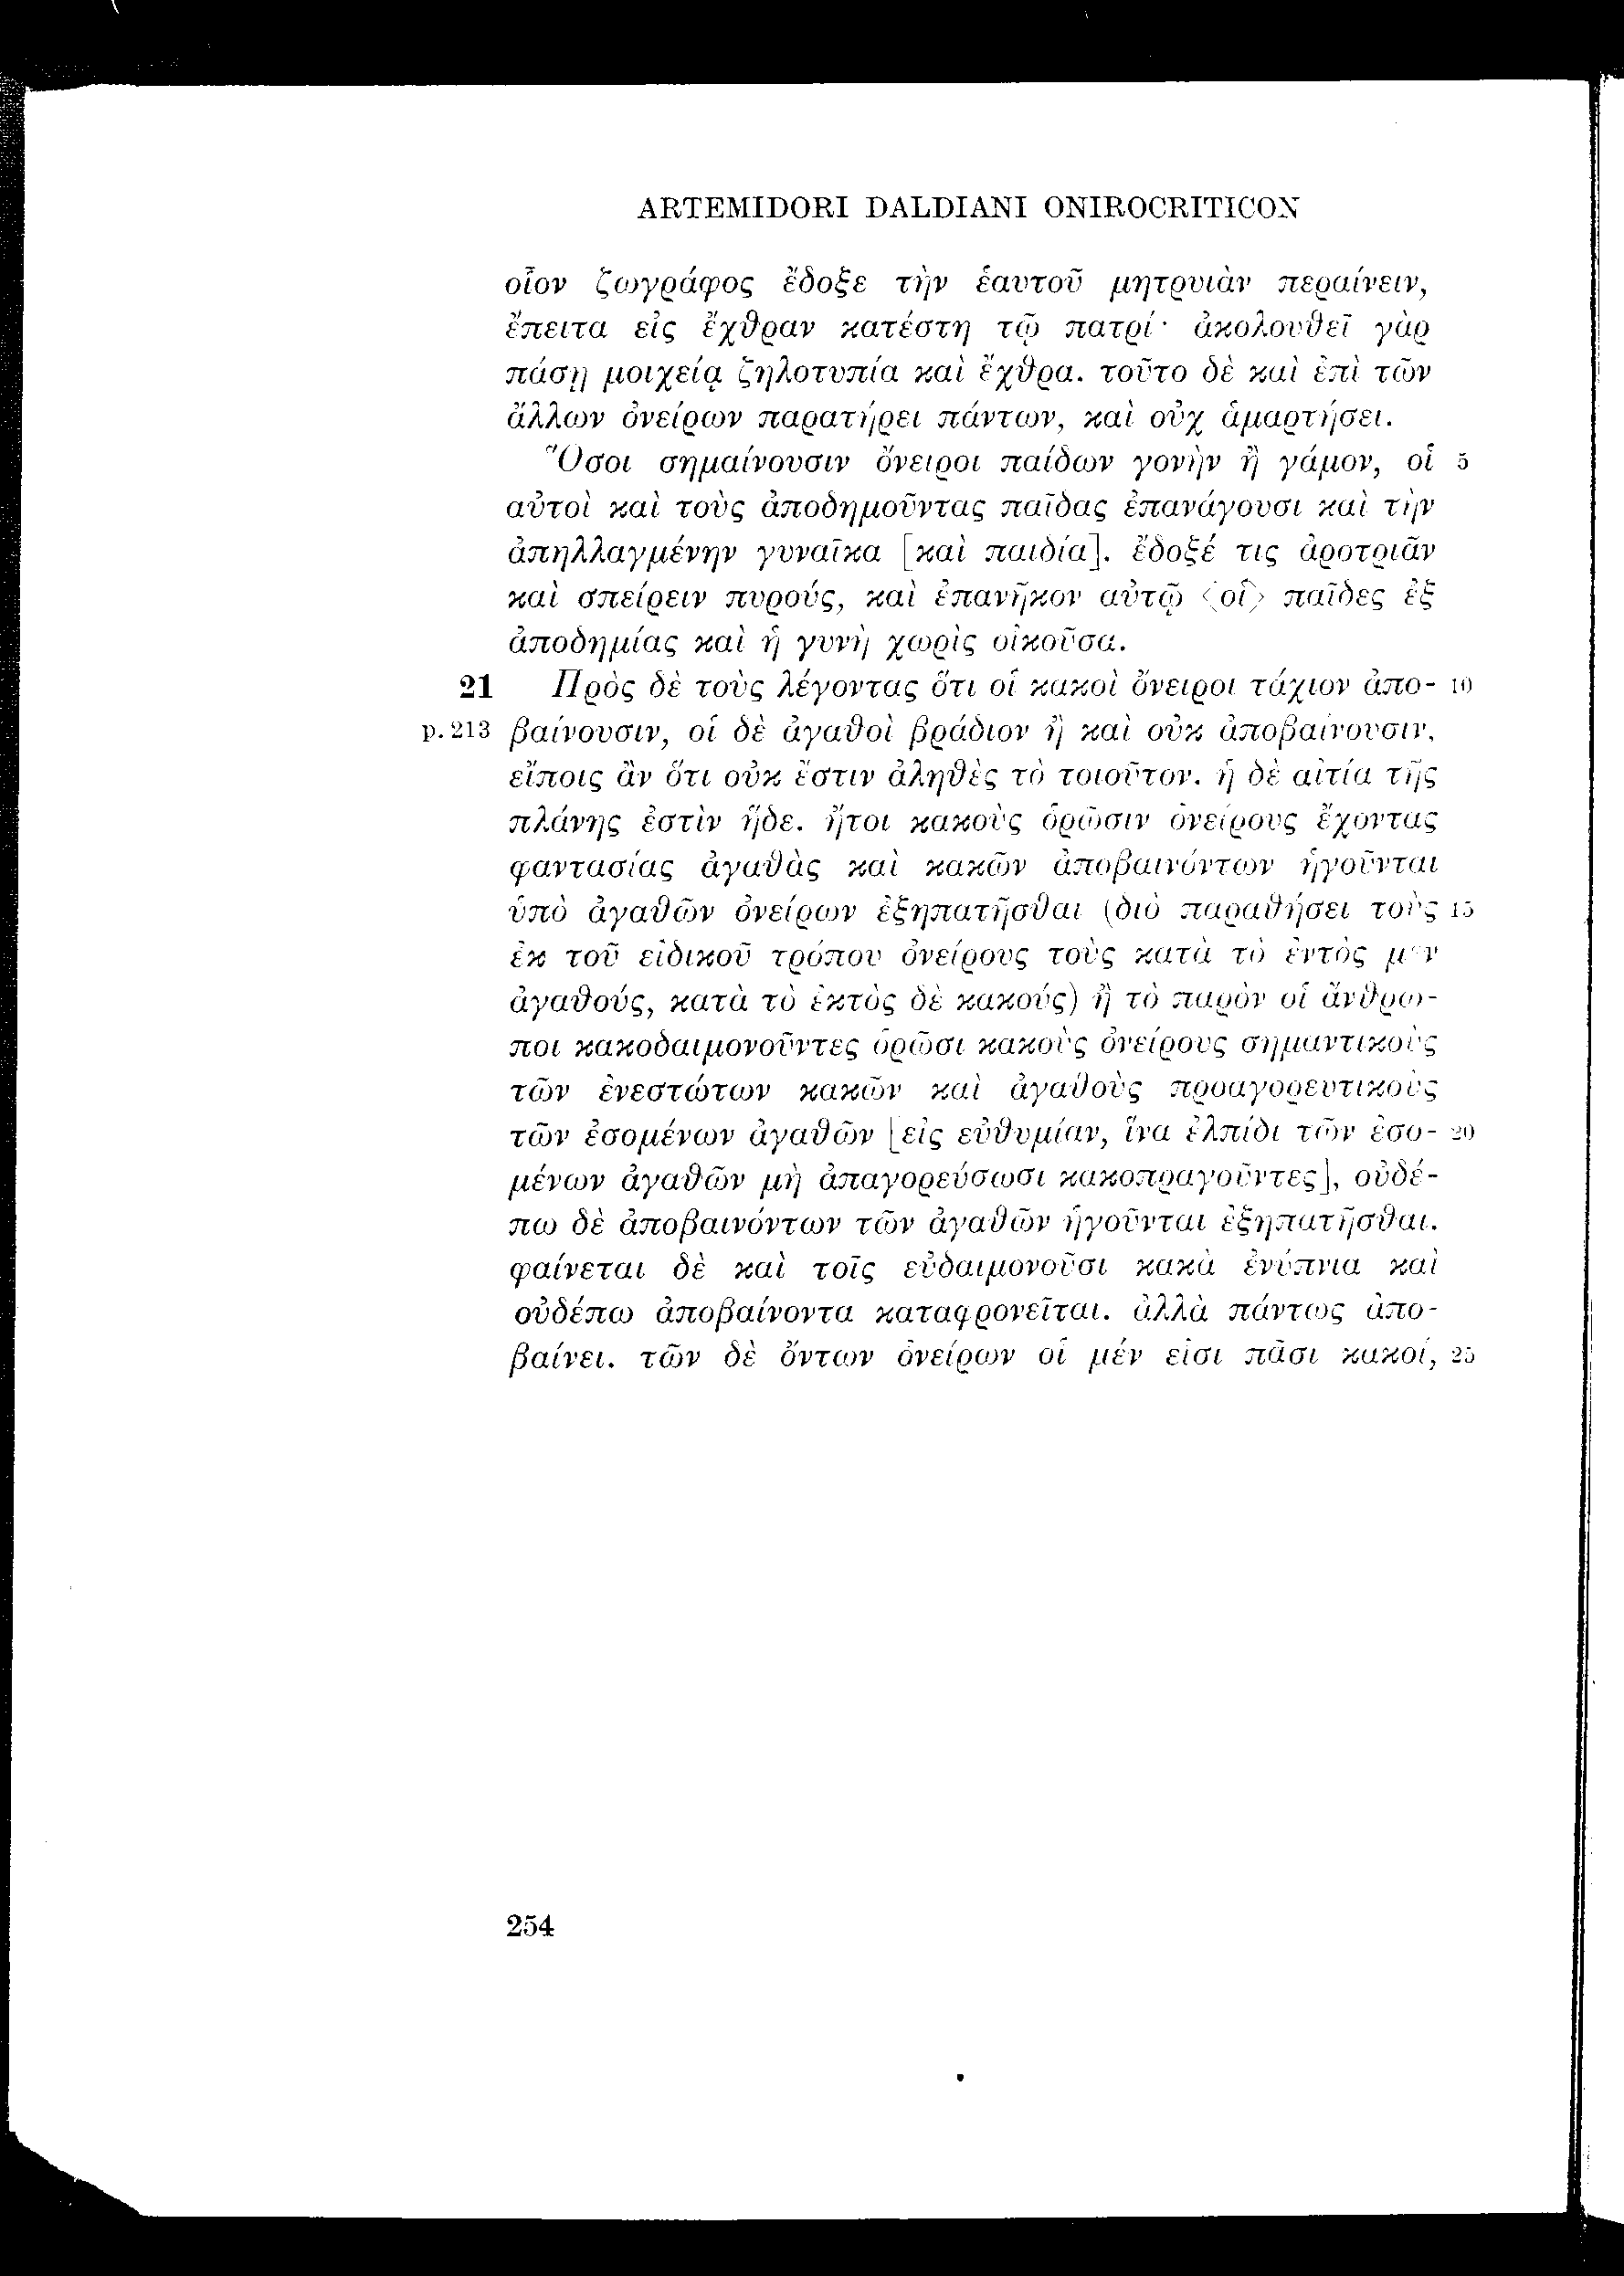 ARTEMIDORI DALDIANI ONIROCRITICON
οἷον ζωγράφος ἔδοξε τὴν ἑαυτοῦ μητρυιὰν περαίνειν,
ἔπειτα εἰς ἔχθραν κατέστη τῷ πατρί· ἀκολουθεῖ γὰρ
πάσῃ μοιχείᾳ ζηλοτυπία καὶ ἔχθρα. τοῦτο δὲ καὶ ἐπὶ τῶν
ἄλλων ὀνείρων παρατήρει πάντων, καὶ οὐχ ἁμαρτήσει.
Ὅσοι σημαίνουσιν ὄνειροι παίδων γονὴν ἢ γάμον, οἱ 5
αὐτοὶ καὶ τοὺς ἀποδημοῦντας παῖδας ἐπανάγουσι καὶ τὴν
ἀπηλλαγμένην γυναῖκα [καὶ παιδία]. ἔδοξέ τις ἀροτριᾶν
καὶ σπείρειν πυρούς, καὶ ἐπανῆκον αὐτῷ <οἱ> παῖδες ἐξ
ἀποδημίας καὶ ἡ γυνὴ χωρὶς οἰκοῦσα.
21 Πρὸς δὲ τοὺς λέγοντας ὅτι οἱ κακοὶ ὄνειροι τάχιον ἀπο- 10
p. 213 βαίνουσιν, οἱ δὲ ἀγαθοὶ βράδιον ἢ καὶ οὐκ ἀποβαίνουσιν,
εἴποις ἂν ὅτι οὐκ ἔστιν ἀληθὲς τὸ τοιοῦτον. ἡ δὲ αἰτία τῆς
πλάνης ἐστὶν ἥδε. ἤτοι κακοὺς ὁρῶσιν ὀνείρους ἔχοντας
φαντασίας ἀγαθὰς καὶ κακῶν ἀποβαινόντων ἡγοῦνται
ὑπὸ ἀγαθῶν ὀνείρων ἐξηπατῆσθαι (διὸ παραθήσει τοὺς 15
ἐκ τοῦ εἰδικοῦ τρόπου ὀνείρους τοὺς κατὰ τὸ ἐντὸς μὲν
ἀγαθούς, κατὰ τὸ ἐκτὸς δὲ κακούς) ἢ τὸ παρὸν οἱ ἄνθρω-
ποι κακοδαιμονοῦντες ὁρῶσι κακοὺς ὀνείρους σημαντικοὺς
τῶν ἐνεστώτων κακῶν καὶ ἀγαθοὺς προαγορευτικοὺς
τῶν ἐσομένων ἀγαθῶν [εἰς εὐθυμίαν, ἵνα ἐλπίδι τῶν ἐσο- 20
μένων ἀγαθῶν μὴ ἀπαγορεύσωσι κακοπραγοῦντες], οὐδέ-
πω δὲ ἀποβαινόντων τῶν ἀγαθῶν ἡγοῦνται ἐξηπατῆσθαι.
φαίνεται δὲ καὶ τοῖς εὐδαιμονοῦσι κακὰ ἐνύπνια καὶ
οὐδέπω ἀποβαίνοντα καταφρονεῖται. ἀλλὰ πάντως ἀπο-
βαίνει. τῶν δὲ ὄντων ὀνείρων οἱ μέν εἰσι πᾶσι κακοί, 25
254